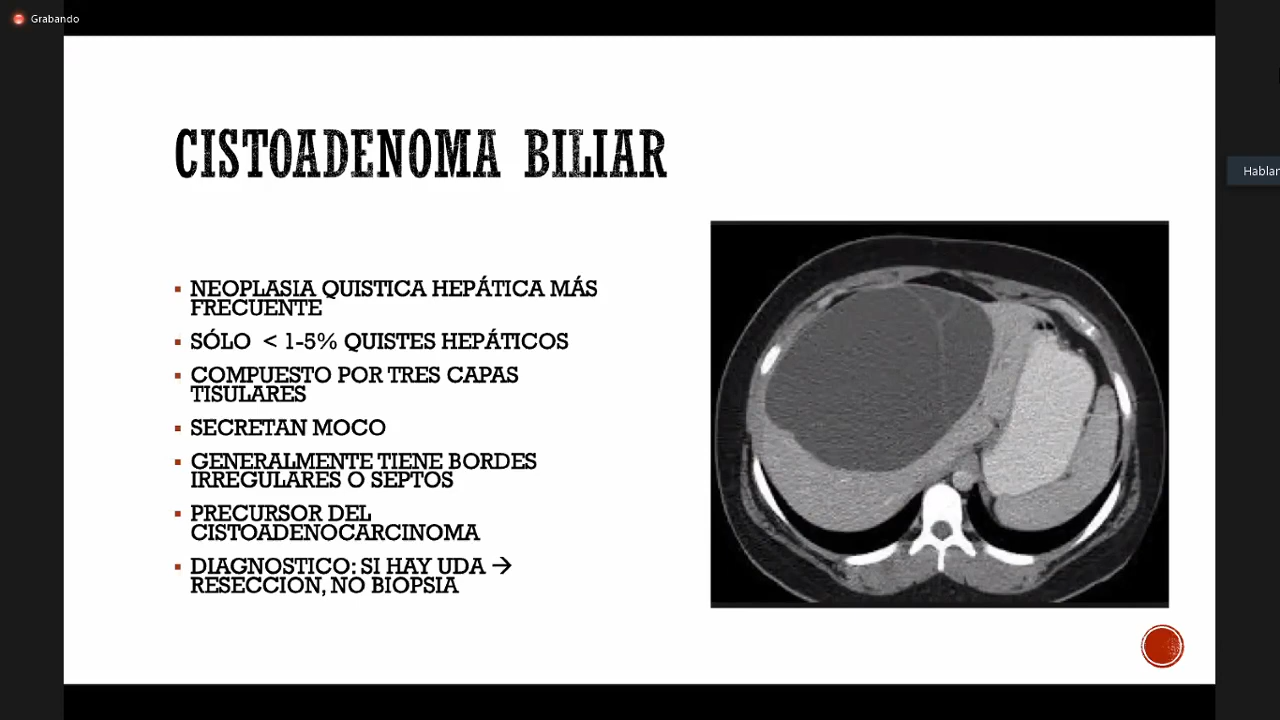 Grabando
CISTOADENOMA BILIAR
NEOPLASIA QUISTICA HEPÁTICA MÁS
FRECUENTE
SÓLO < 1-5% QUISTES HEPÁTICOS
COMPUESTO POR TRES CAPAS
TISULARES
SECRETAN MOCO
GENERALMENTE TIENE BORDES
IRREGULARES O SEPTOS
PRECURSOR DEL
CISTOADENOCARCINOMA
DIAGNOSTICO: SI HAY UDA →
RESECCION, NO BIOPSIA
Hablan